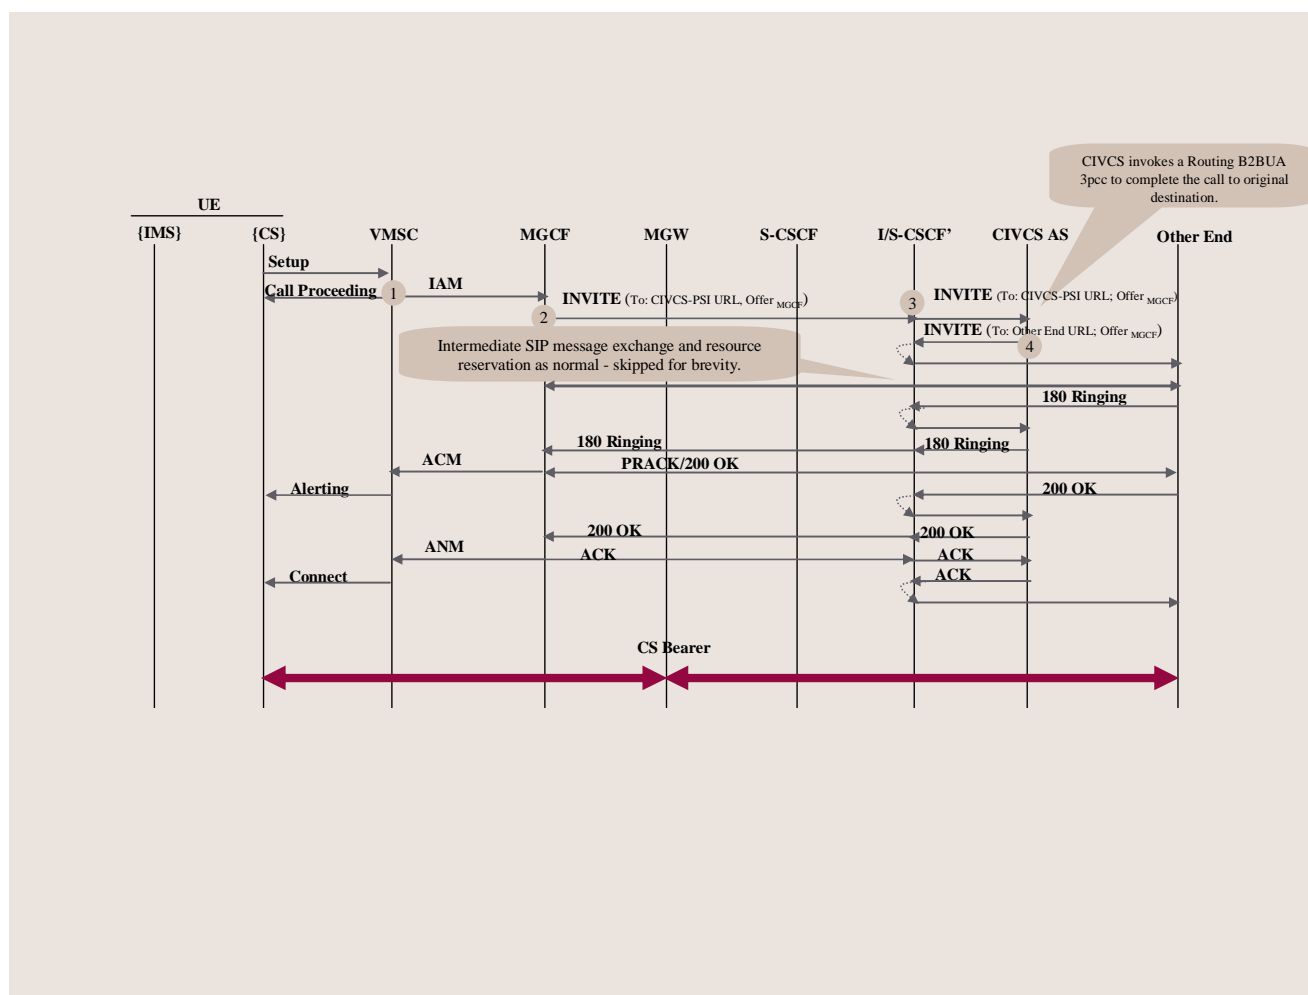 CIVCS invokes a Routing B2BUA
3pcc to complete the call to original
destination.
UE
{IMS} {CS} VMSC MGCF MGW S-CSCF I/S-CSCF’ CIVCS AS Other End
Setup
Call Proceeding 1 IAM
INVITE (To: CIVCS-PSI URL, Offer MGCF)
3 INVITE (To: CIVCS-PSI URL; Offer MGCF)
2
INVITE (To: Other End URL; Offer MGCF)
4
Intermediate SIP message exchange and resource
reservation as normal - skipped for brevity.
180 Ringing
180 Ringing 180 Ringing
ACM PRACK/200 OK
Alerting 200 OK
200 OK 200 OK
ANM ACK ACK
Connect ACK
CS Bearer